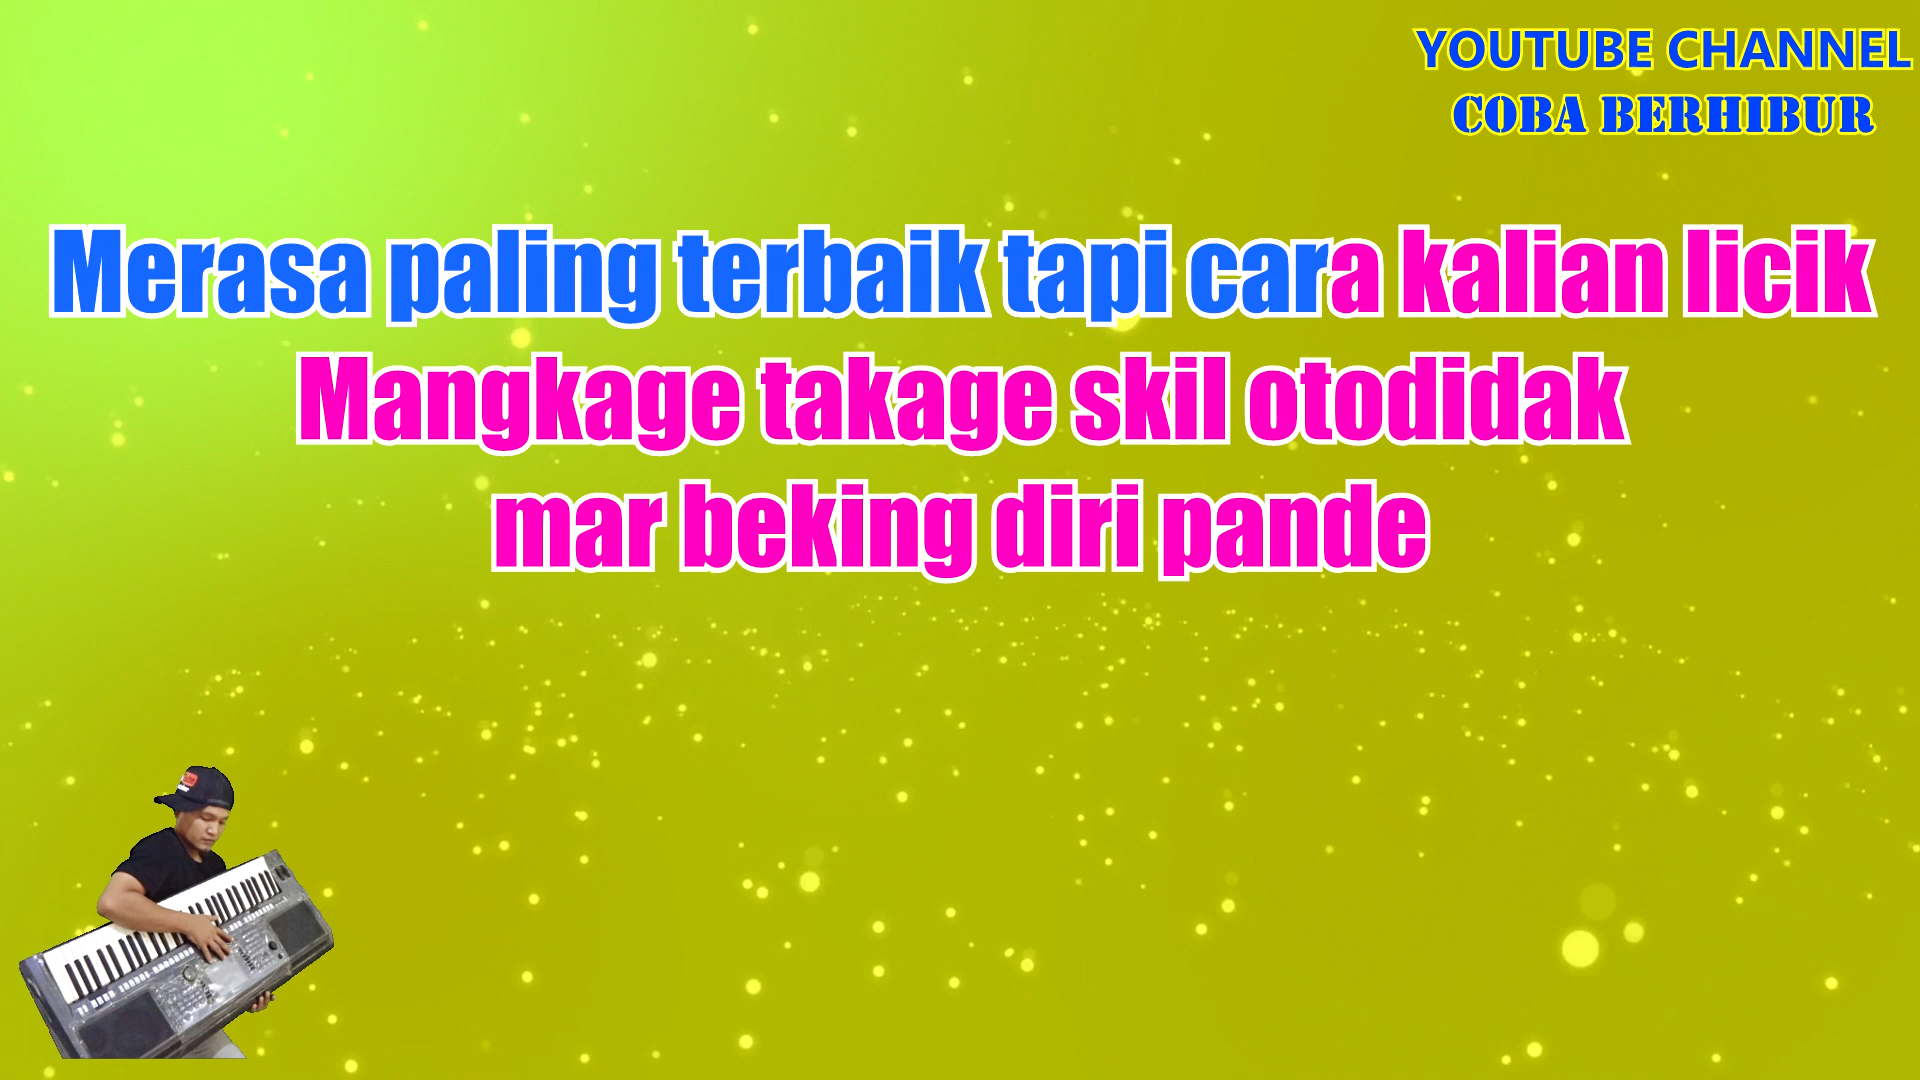 YOUTUBE CHANNEL
COBA BERHIBUR
Merasa paling terbaik tapi cara kalian licik
Mangkage takage skil otodidak
mar beking diri pande